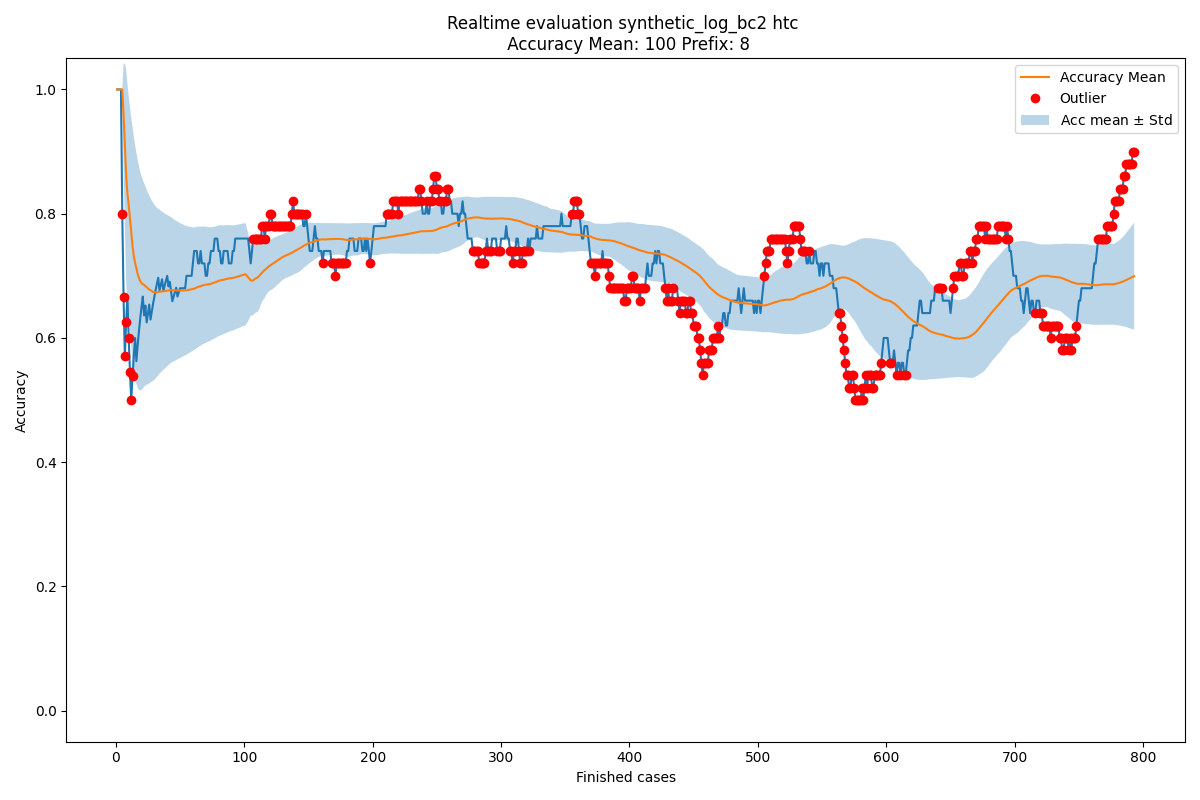 Realtime evaluation synthetic_log_bc2 htc
Accuracy Mean: 100 Prefix: 8
Accuracy Mean
Outlier
Acc mean ± Std
1.0
0.8
0.6
0.4
0.2
0.0
Accuracy
0 100 200 300 400 500 600 700 800
Finished cases